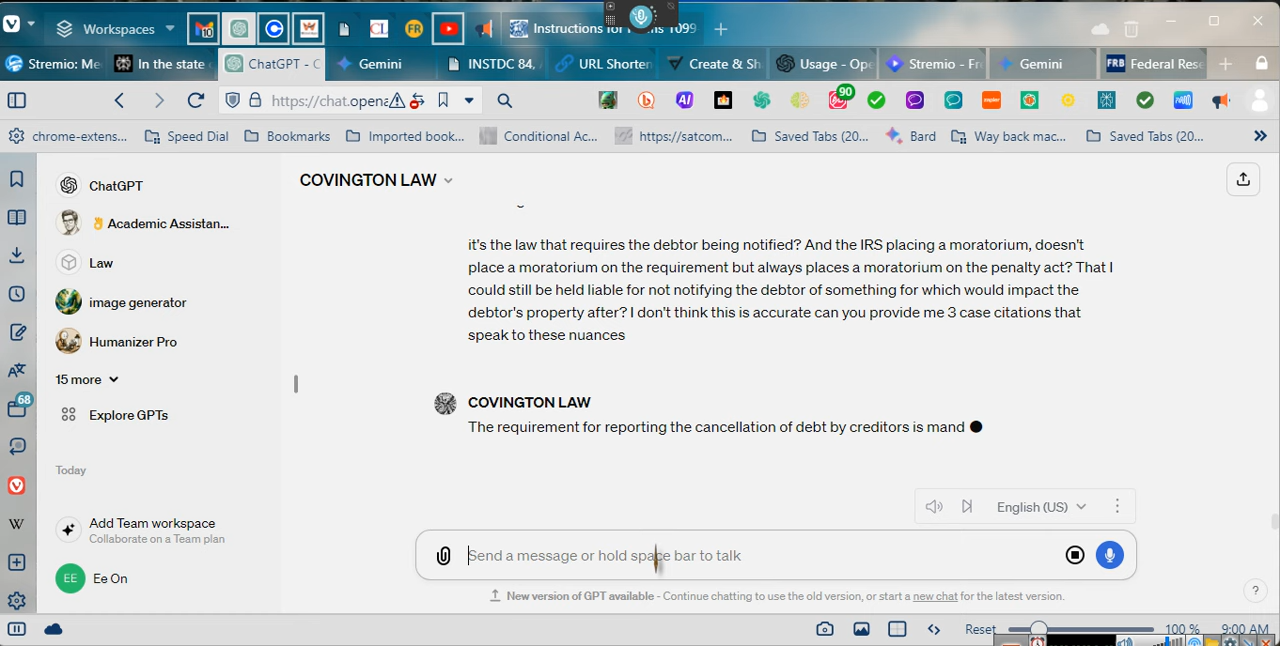 Workspaces
Instructions for
1099
Stremio: Me
In the state
ChatGPT - C
Gemini
INSTDC 84,
URL Shorten
Create & Sh
Usage - Ope
Stremio - Fr
Gemini
FRB Federal Rese
https://chat.opena
90
chrome-extens...
Speed Dial
Bookmarks
Imported book...
Conditional Ac...
https://satcom...
Saved Tabs (20...
Bard
Way back mac...
Saved Tabs (20...
ChatGPT
Academic Assistan...
Law
image generator
Humanizer Pro
15 more
Explore GPTs
Today
Add Team workspace
Collaborate on a Team plan
EE Ee On
68
COVINGTON LAW
it's the law that requires the debtor being notified? And the IRS placing a moratorium, doesn't
place a moratorium on the requirement but always places a moratorium on the penalty act? That I
could still be held liable for not notifying the debtor of something for which would impact the
debtor's property after? I don't think this is accurate can you provide me 3 case citations that
speak to these nuances
COVINGTON LAW
The requirement for reporting the cancellation of debt by creditors is mand
English (US)
Send a message or hold space bar to talk
New version of GPT available - Continue chatting to use the old version, or start a new chat for the latest version.
?
Reset
100 %
9:00 AM